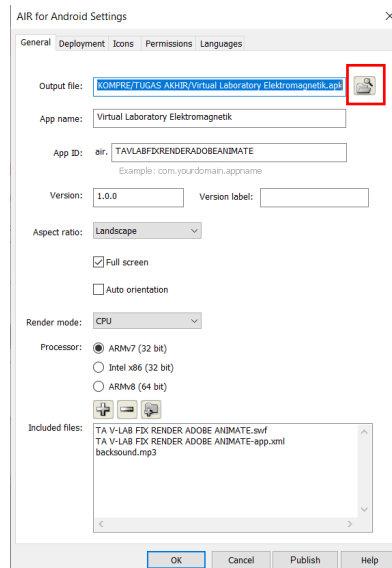 AIR for Android Settings
General Deployment Icons Permissions Languages
Output file: KOMPRE/TUGAS AKHIR/Virtual Laboratory Elektromagnetik.apk
App name: Virtual Laboratory Elektromagnetik
App ID: air. TAVLABFIXRENDERADOBEANIMATE
Example: com.yourdomain.appname
Version: 1.0.0 Version label:
Aspect ratio: Landscape
Full screen
Auto orientation
Render mode: CPU
Processor: ARMv7 (32 bit)
Intel x86 (32 bit)
ARMv8 (64 bit)
Included files: TA V-LAB FIX RENDER ADOBE ANIMATE.swf
TA V-LAB FIX RENDER ADOBE ANIMATE-app.xml
backsound.mp3
OK Cancel Publish Help